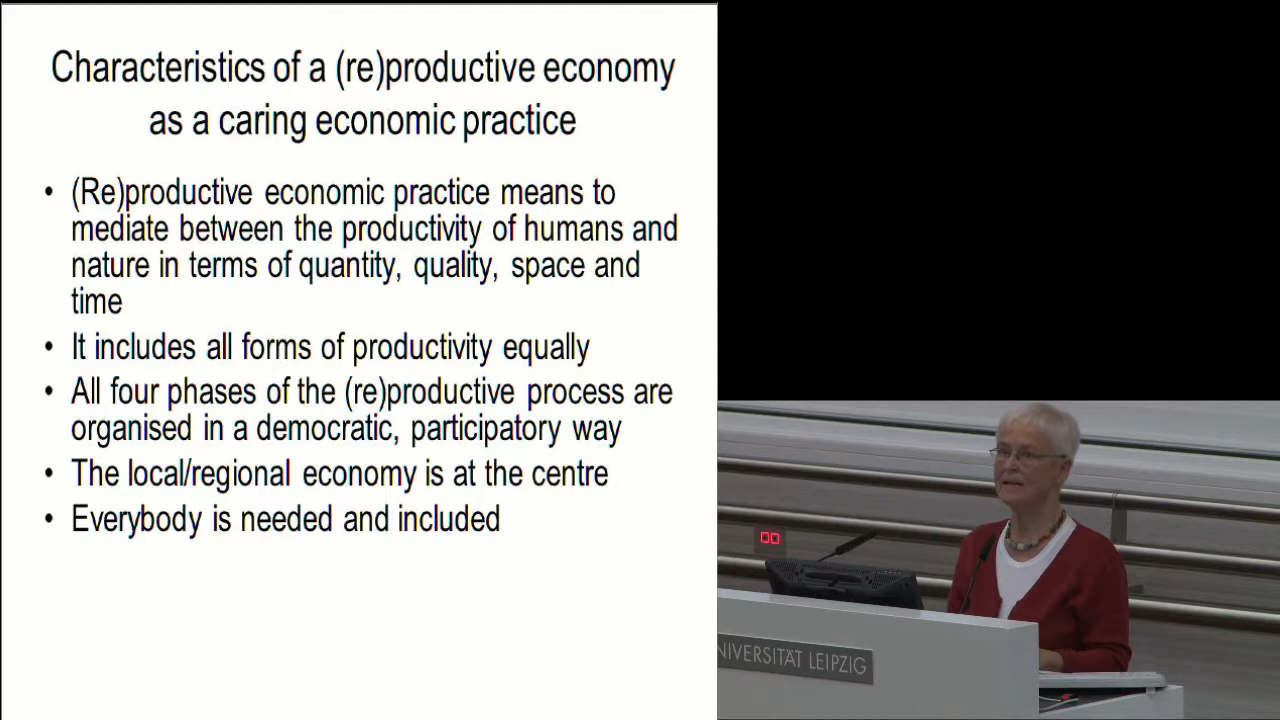 Characteristics of a (re)productive economy
as a caring economic practice
• (Re)productive economic practice means to
mediate between the productivity of humans and
nature in terms of quantity, quality, space and
time
• It includes all forms of productivity equally
• All four phases of the (re)productive process are
organised in a democratic, participatory way
• The local/regional economy is at the centre
• Everybody is needed and included
00
NIVERSITÄT LEIPZIG